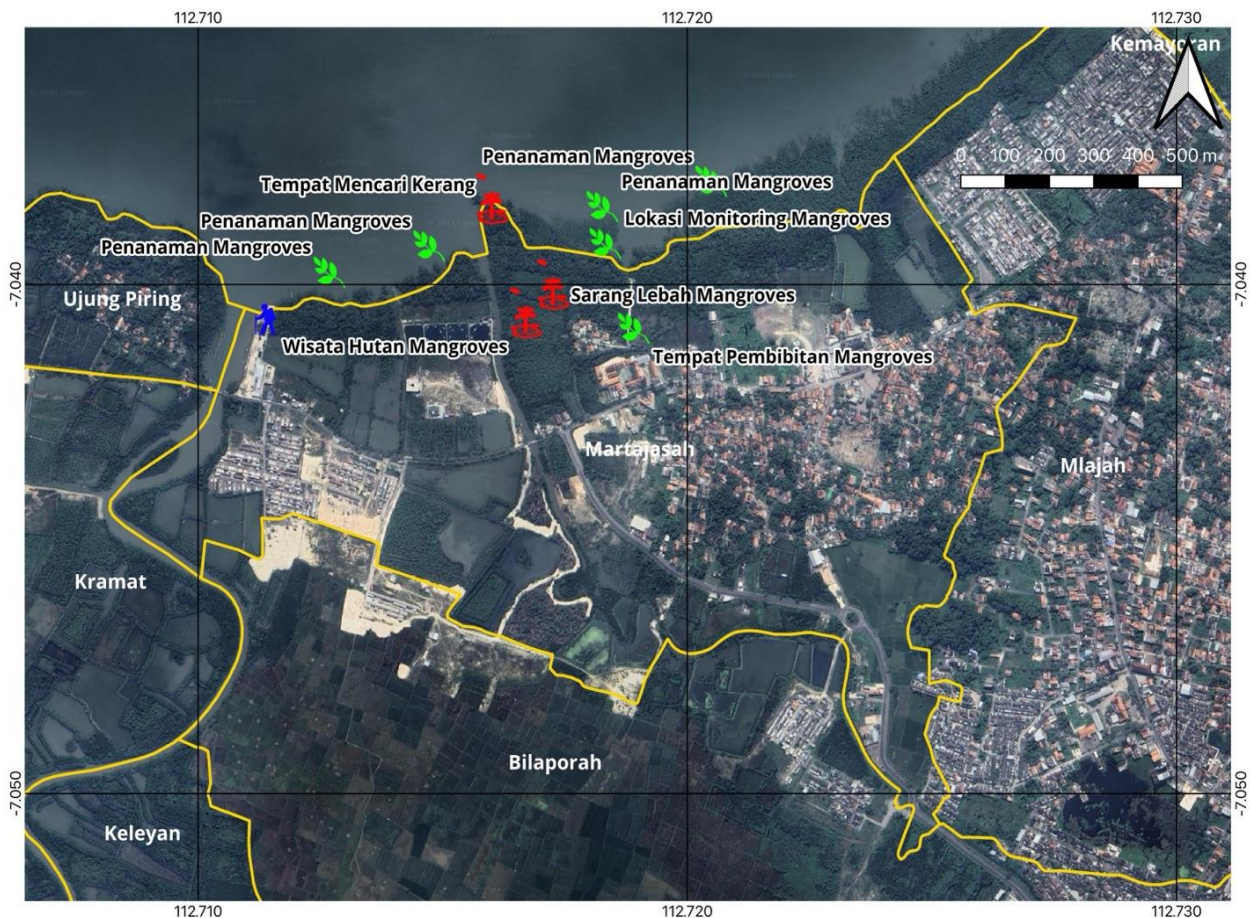 112.710
112.720
112.730
Kemayoran
0 100 200 300 400 500 m
Penanaman Mangroves
Tempat Mencari Kerang
Penanaman Mangroves
Penanaman Mangroves
Lokasi Monitoring Mangroves
Penanaman Mangroves
-7.040
-7.040
Ujung Piring
Sarang Lebah Mangroves
Wisata Hutan Mangroves
Tempat Pembibitan Mangroves
Martajasah
Mlajah
Kramat
Bilaporah
-7.050
-7.050
Keleyan
112.710
112.720
112.730